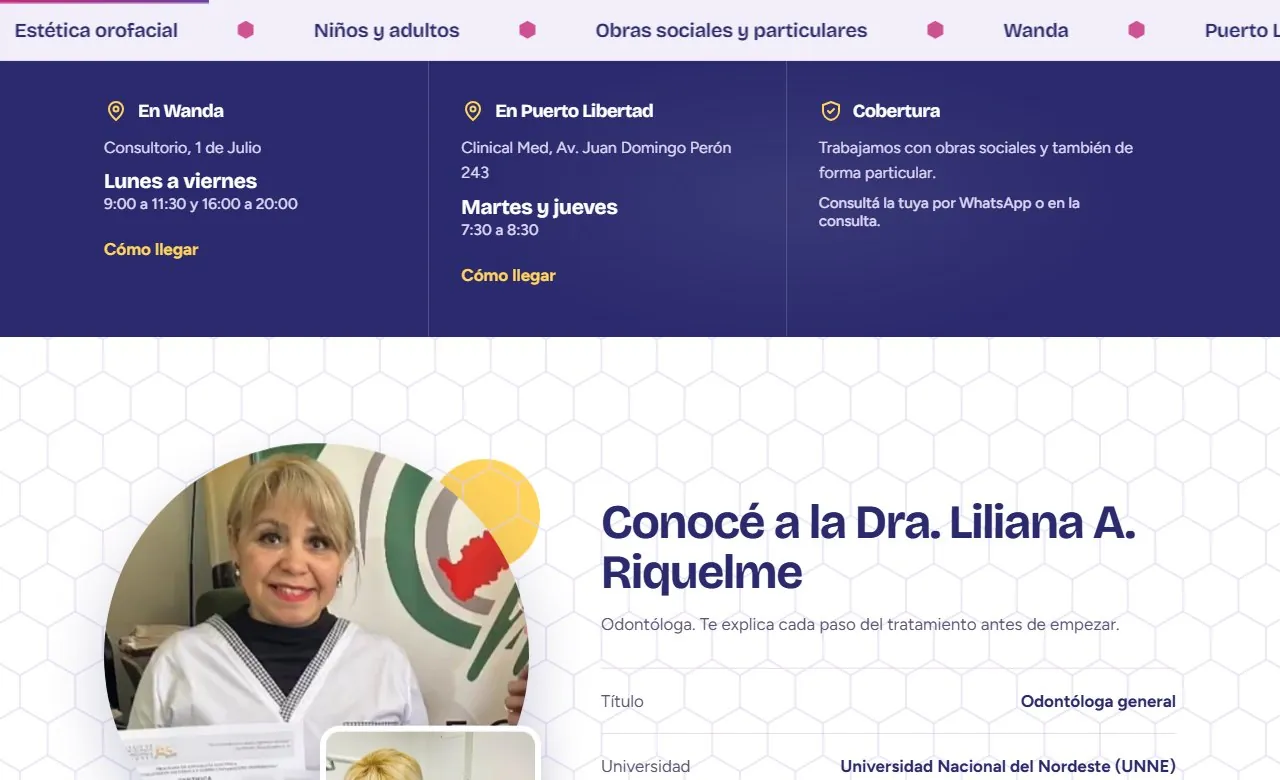 Estética orofacial
Niños y adultos
Obras sociales y particulares
Wanda
Puerto L
En Wanda
Consultorio, 1 de Julio
Lunes a viernes
9:00 a 11:30 y 16:00 a 20:00
Cómo llegar
En Puerto Libertad
Clinical Med, Av. Juan Domingo Perón
243
Martes y jueves
7:30 a 8:30
Cómo llegar
Cobertura
Trabajamos con obras sociales y también de
forma particular.
Consultá la tuya por WhatsApp o en la
consulta.
Conocé a la Dra. Liliana A.
Riquelme
Odontóloga. Te explica cada paso del tratamiento antes de empezar.
Título
Odontóloga general
Universidad
Universidad Nacional del Nordeste (UNNE)